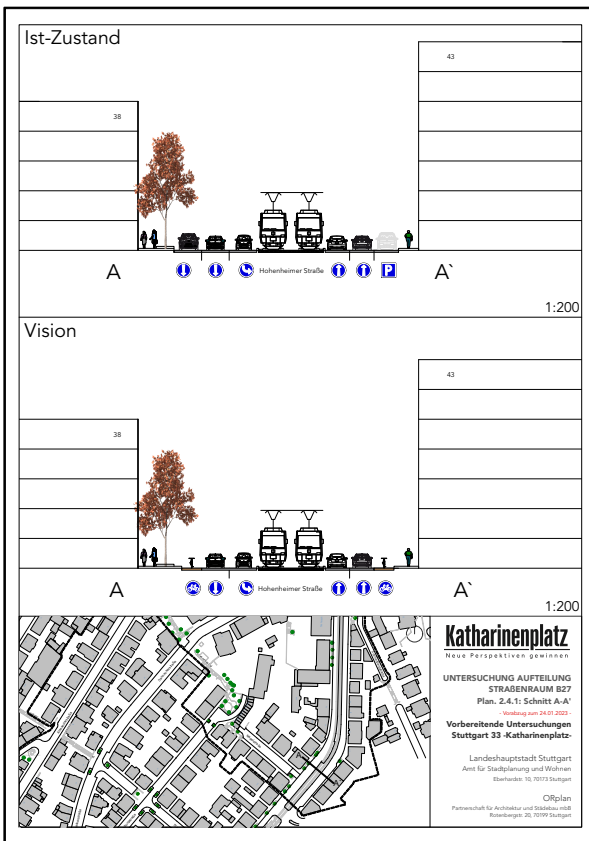 Ist-Zustand
43
38
A
Hohenheimer Straße
P
A`
1:200
Vision
43
38
A
Hohenheimer Straße
A`
1:200
Katharinenplatz
Neue Perspektiven gewinnen
UNTERSUCHUNG AUFTEILUNG
STRAßENRAUM B27
Plan. 2.4.1: Schnitt A-A'
- Vorabzug zum 24.01.2023 -
Vorbereitende Untersuchungen
Stuttgart 33 -Katharinenplatz-
Landeshauptstadt Stuttgart
Amt für Stadtplanung und Wohnen
Eberhardstr. 10, 70173 Stuttgart
ORplan
Partnerschaft für Architektur und Städebau mbB
Rotenbergstr. 20, 70199 Stuttgart